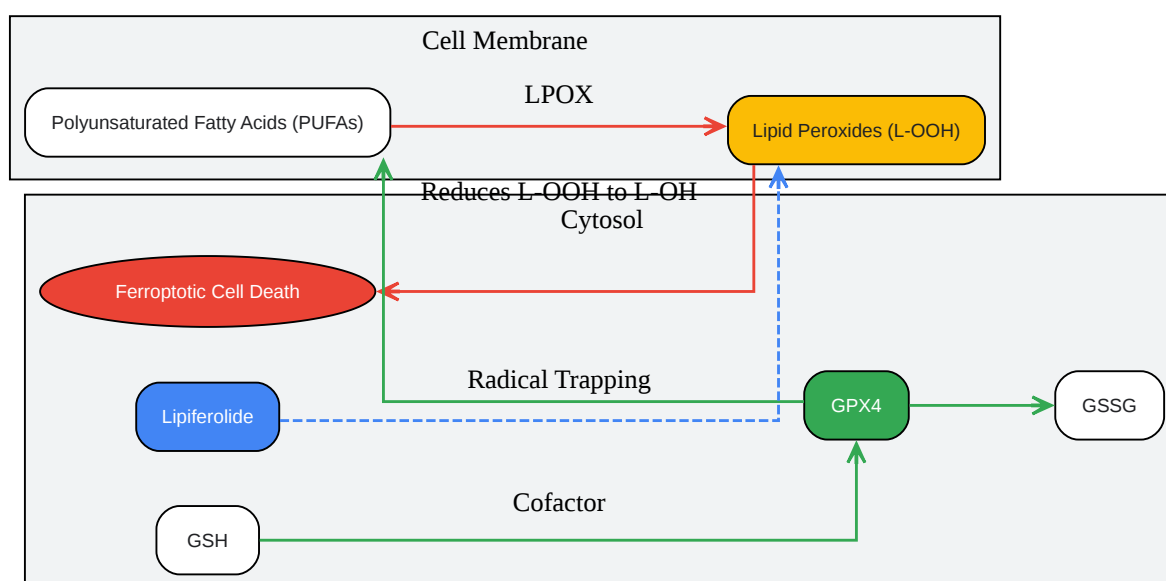 Cell Membrane
LPOX
Polyunsaturated Fatty Acids (PUFAs)
Lipid Peroxides (L-OOH)
Reduces L-OOH to L-OH
Cytosol
Ferroptotic Cell Death
Radical Trapping
Lipiferolide
GPX4
GSSG
Cofactor
GSH